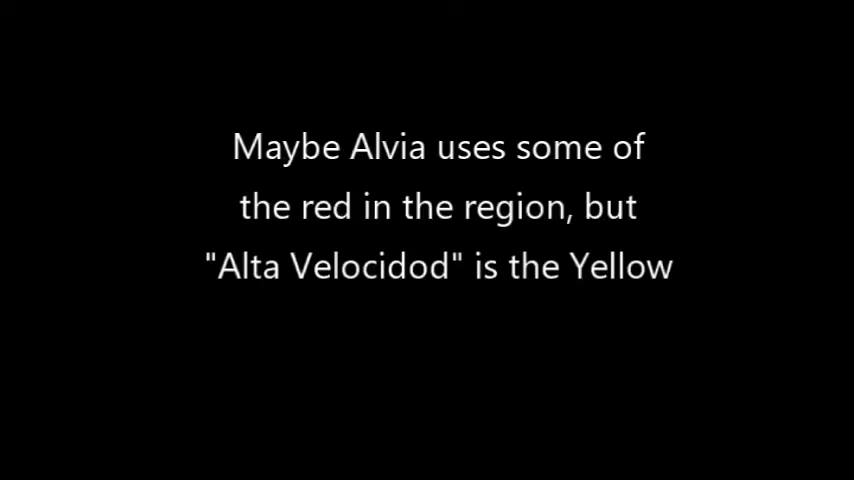 Maybe Alvia uses some of
the red in the region, but
"Alta Velocidod" is the Yellow